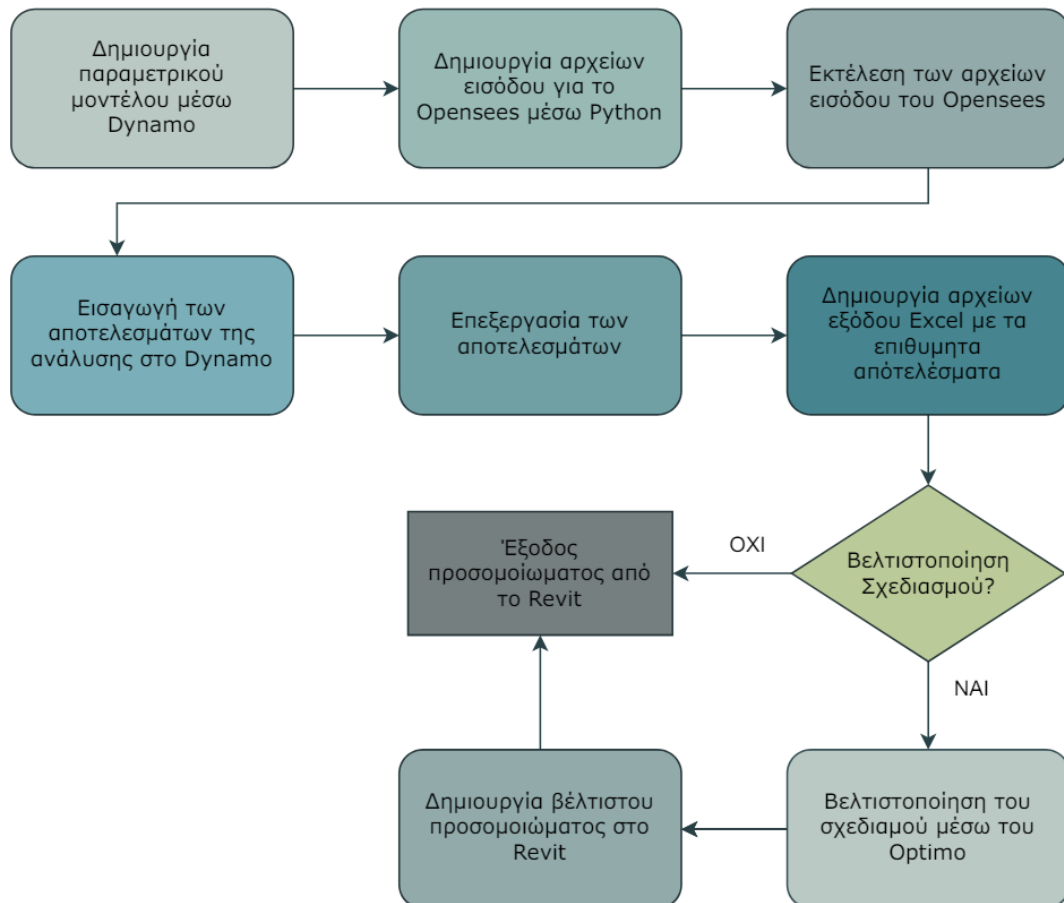 Δημιουργία
παραμετρικού
μοντέλου μέσω
Dynamo
Δημιουργία αρχείων
εισόδου για το
Opensees μέσω Python
Εκτέλεση των αρχείων
εισόδου του Opensees
Εισαγωγή των
αποτελεσμάτων της
ανάλυσης στο Dynamo
Επεξεργασία των
αποτελεσμάτων
Δημιουργία αρχείων
εξόδου Excel με τα
επιθυμητα
απότελέσματα
Βελτιστοποίηση
Σχεδιασμού?
ΟΧΙ
Έξοδος
προσομοίωματος από
το Revit
ΝΑΙ
Βελτιστοποίηση του
σχεδιαμού μέσω του
Optimo
Δημιουργία βέλτιστου
προσομοιώματος στο
Revit